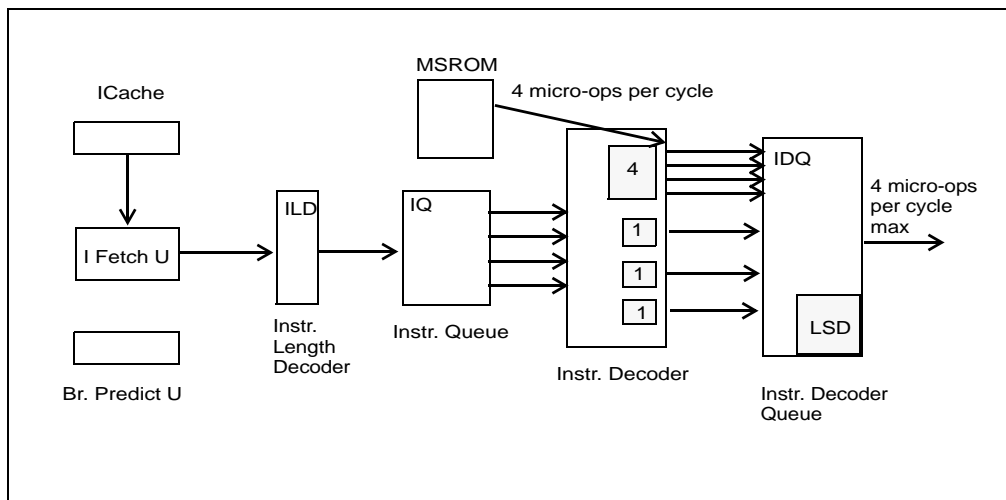 MSROM
ICache
4 micro-ops per cycle
4
IDQ
4 micro-ops
per cycle
max
ILD
IQ
1
I Fetch U
1
1
LSD
Instr.
Length
Decoder
Instr. Queue
Instr. Decoder
Br. Predict U
Instr. Decoder
Queue